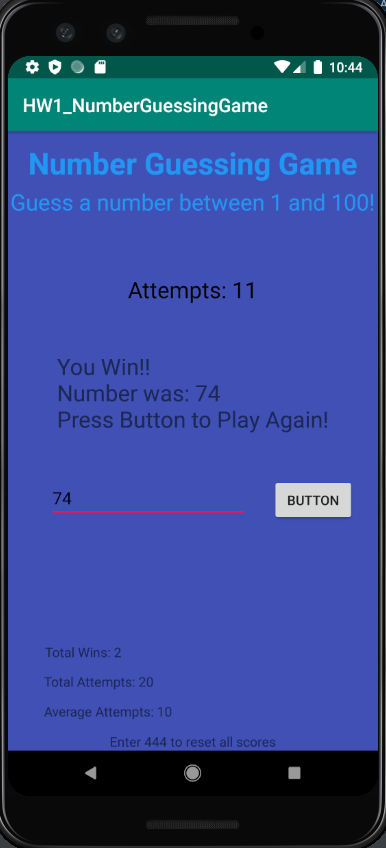 10:44
HW1_NumberGuessingGame
Number Guessing Game
Guess a number between 1 and 100!
Attempts: 11
You Win!!
Number was: 74
Press Button to Play Again!
74
BUTTON
Total Wins: 2
Total Attempts: 20
Average Attempts: 10
Enter 444 to reset all scores